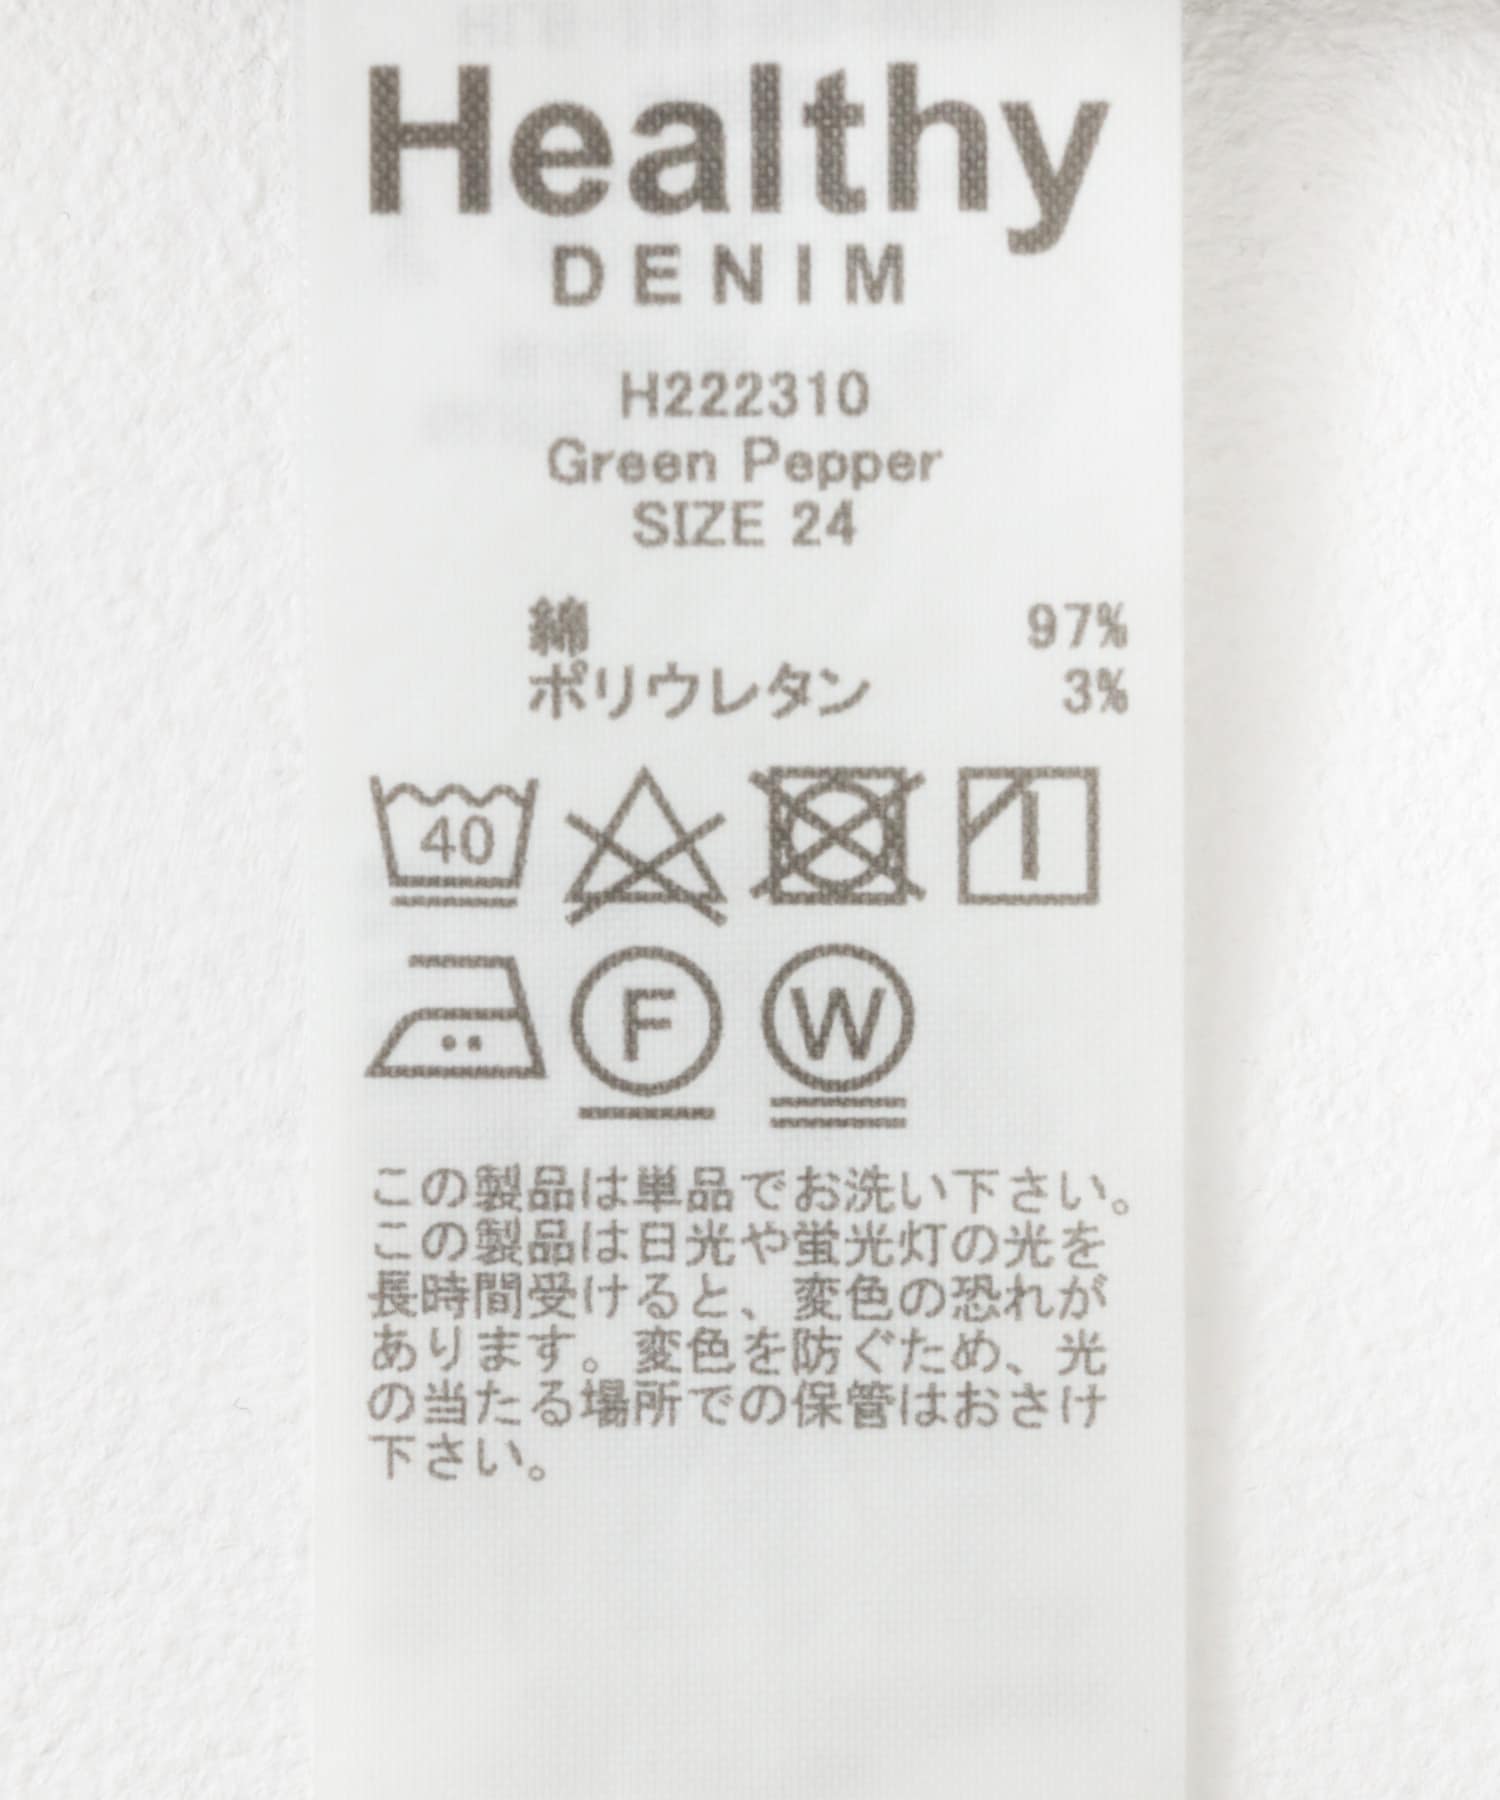 Healthy
DENIM
H222310
Green Pepper
SIZE 24
綿 97%
ポリウレタン 3%
40
F W
この製品は単品でお洗い下さい。
この製品は日光や蛍光灯の光を
長時間受けると、変色の恐れが
あります。変色を防ぐため、光
の当たる場所での保管はおさけ
下さい。